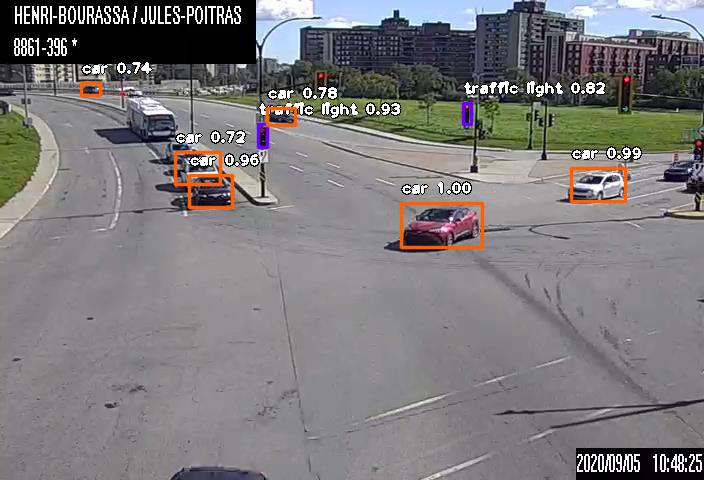 HENRI-BOURASSA / JULES-POITRAS
8861-396 *
car 0.74
car 0.78
traffic light 0.82
traffic light 0.93
car 0.72
car 0.96
car 0.99
car 1.00
2020/09/05 10:48:25